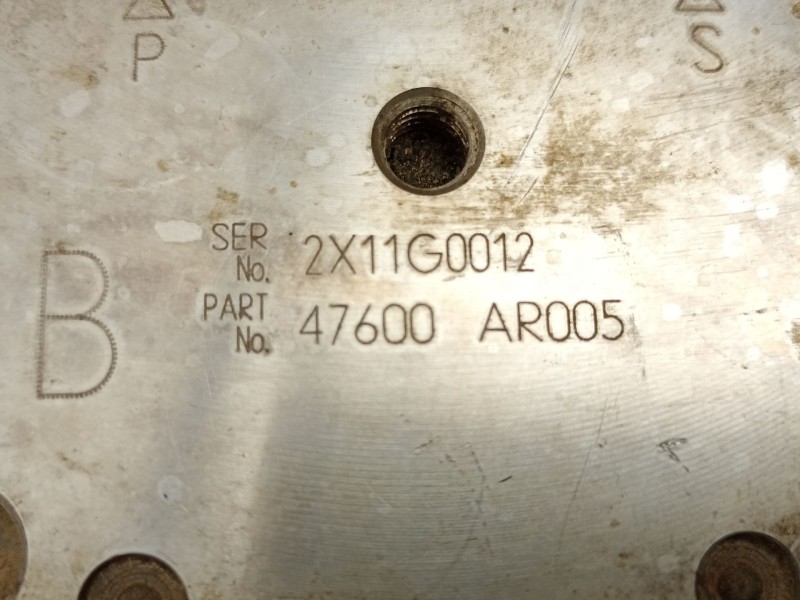 P S
SER No. 2X11G0012
B
PART No. 47600 AR005